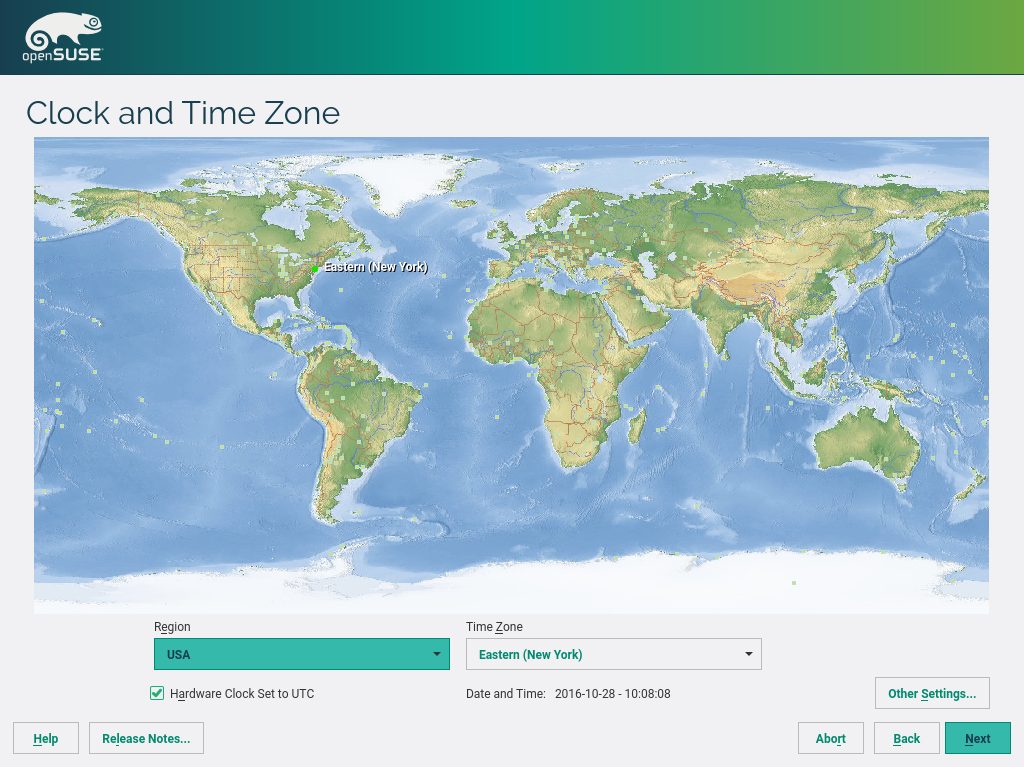 openSUSE
Clock and Time Zone
Eastern (New York)
Region
Time Zone
USA
Eastern (New York)
Hardware Clock Set to UTC
Date and Time: 2016-10-28 - 10:08:08
Other Settings...
Help
Release Notes...
Abort
Back
Next